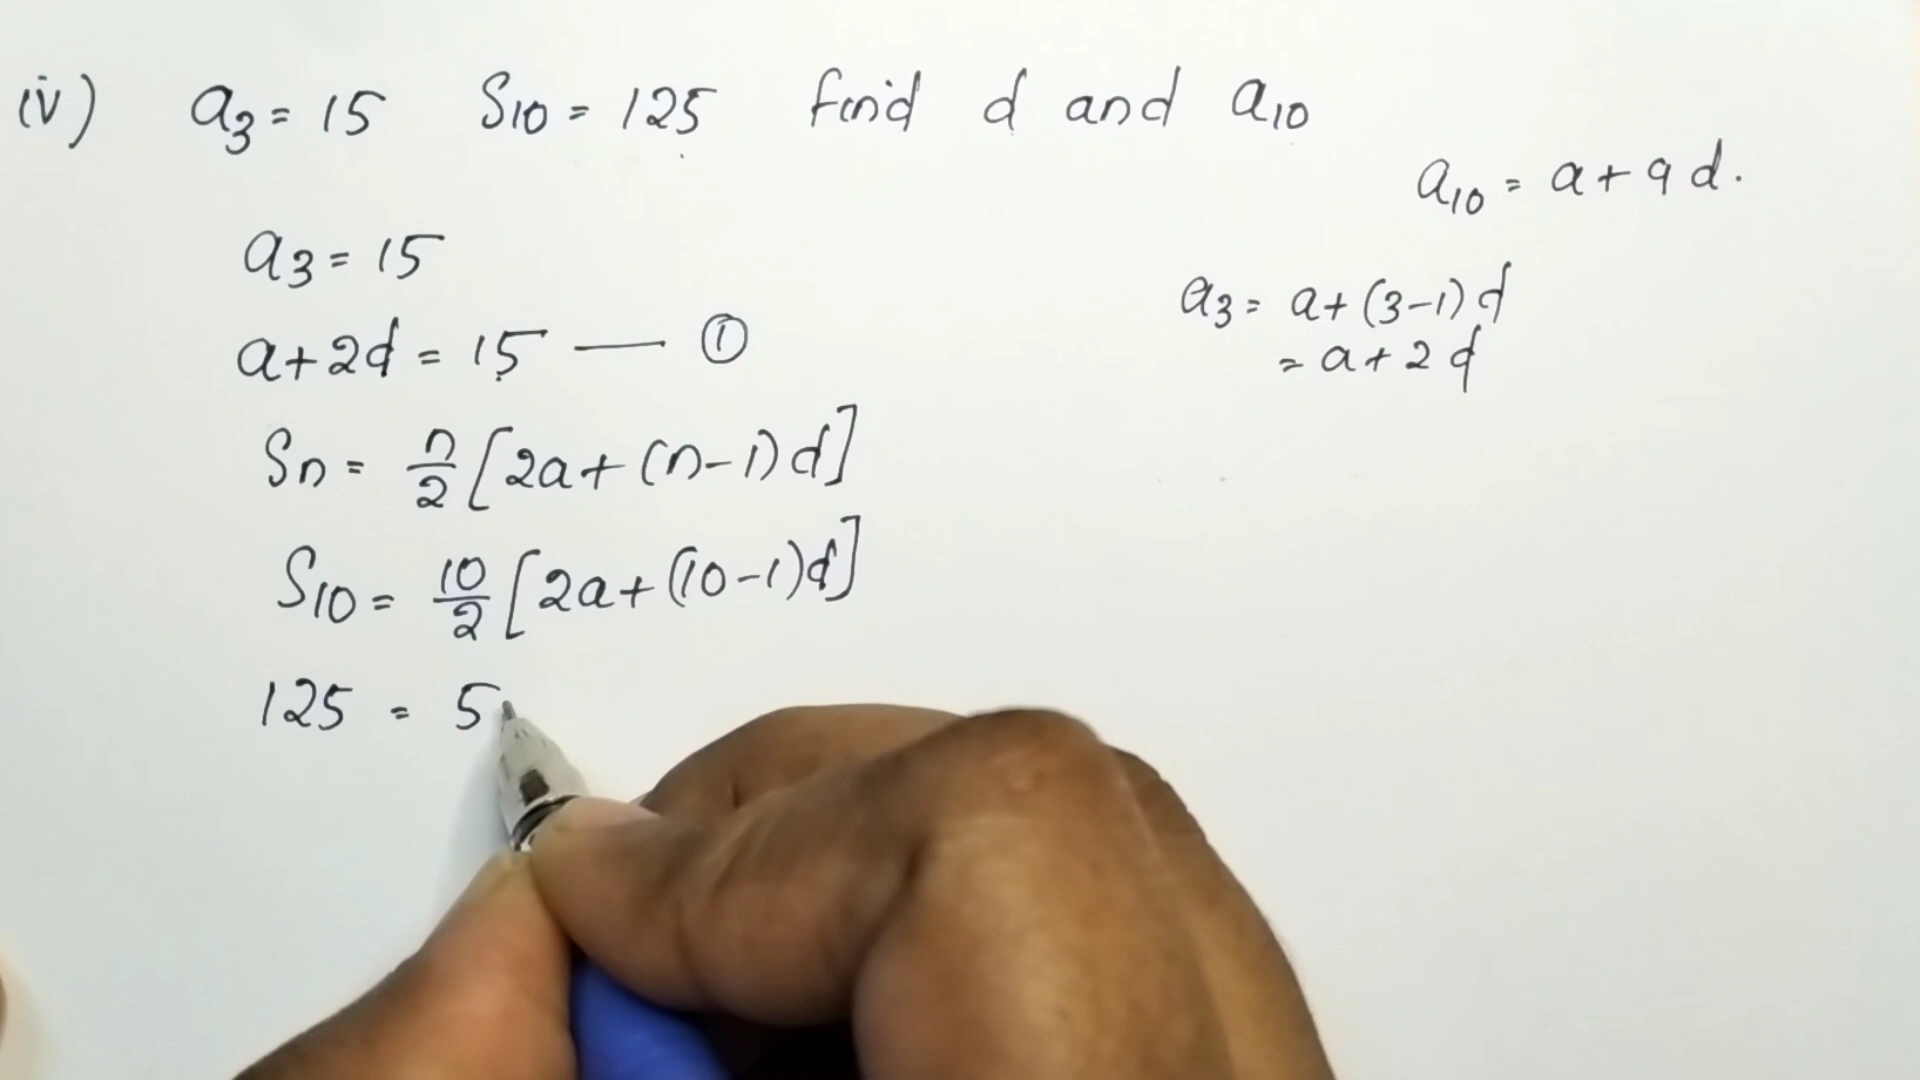 iv) a₃ = 15 S₁₀ = 125 find d and a₁₀
a₁₀ = a + 9d.
a₃ = 15
a + 2d = 15 — ①
a₃ = a + (3-1)d
= a + 2d
Sn = n/2 [2a + (n-1)d]
S₁₀ = 10/2 [2a + (10-1)d]
125 = 5